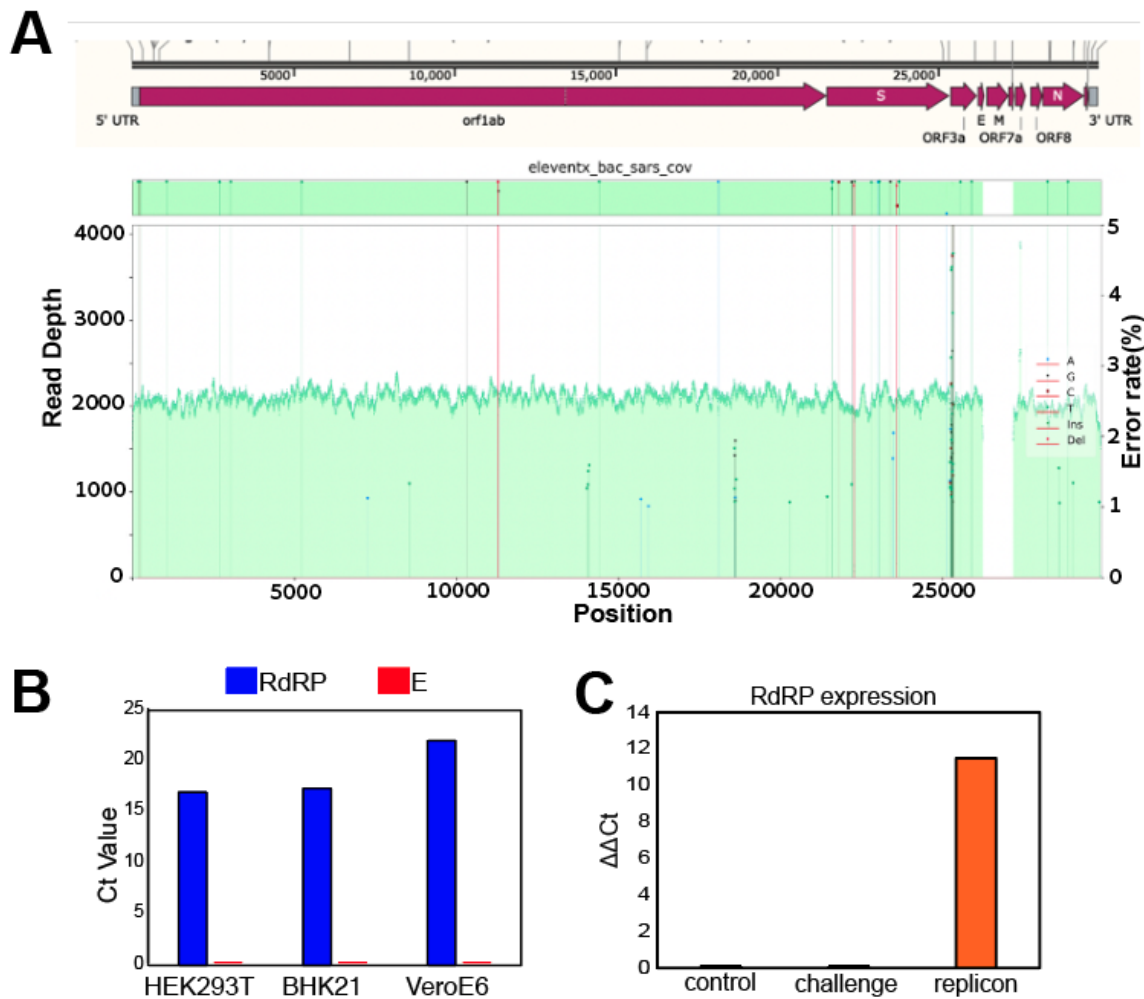 A
5000 10,000 15,000 20,000 25,000
S N
5' UTR orf1ab E M 3' UTR
ORF3a ORF7a ORF8
eleventx_bac_sars_cov
4000
3000
2000
1000
0
Read Depth
5
4
3
2
1
0
Error rate(%)
A
G
C
T
Ins
Del
5000 10000 15000 20000 25000
Position
B
RdRP E
25
20
15
10
5
0
Ct Value
HEK293T BHK21 VeroE6
C
RdRP expression
14
12
10
8
6
4
2
0
ΔΔCt
control challenge replicon